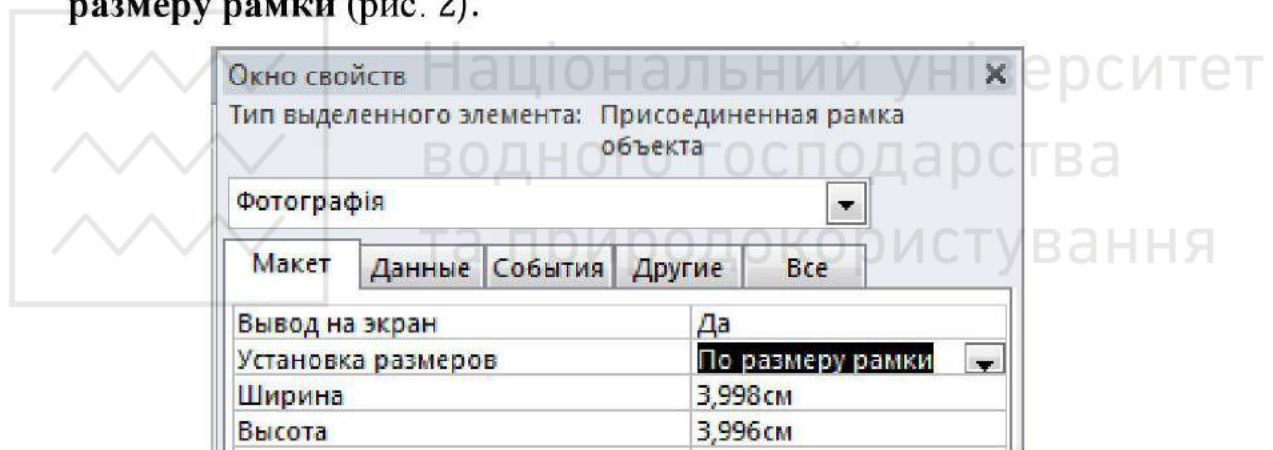 размеру рамки (рис. 2).
Національний університет
водного господарства
та природокористування
Окно свойств
Тип выделенного элемента: Присоединенная рамка
объекта
Фотографія
Макет Данные События Другие Все
Вывод на экран Да
Установка размеров По размеру рамки
Ширина 3,998см
Высота 3,996см